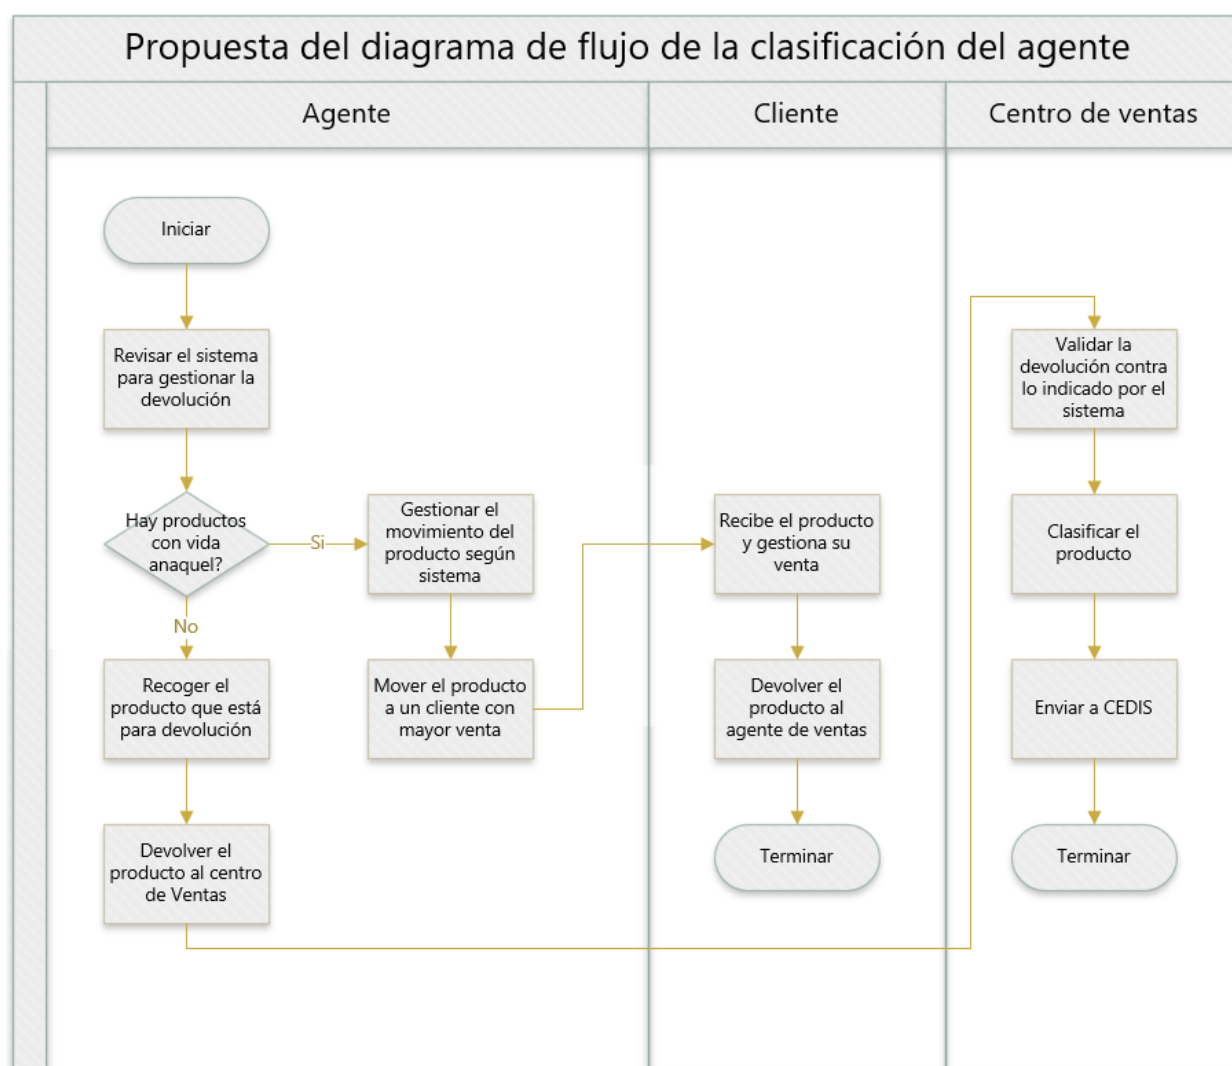 Propuesta del diagrama de flujo de la clasificación del agente
Agente
Cliente
Centro de ventas
Iniciar
Revisar el sistema
para gestionar la
devolución
Hay productos
con vida
anaquel?
Si
No
Gestionar el
movimiento del
producto según
sistema
Mover el producto
a un cliente con
mayor venta
Recoger el
producto que está
para devolución
Devolver el
producto al centro
de Ventas
Recibe el producto
y gestiona su
venta
Devolver el
producto al
agente de ventas
Terminar
Validar la
devolución contra
lo indicado por el
sistema
Clasificar el
producto
Enviar a CEDIS
Terminar